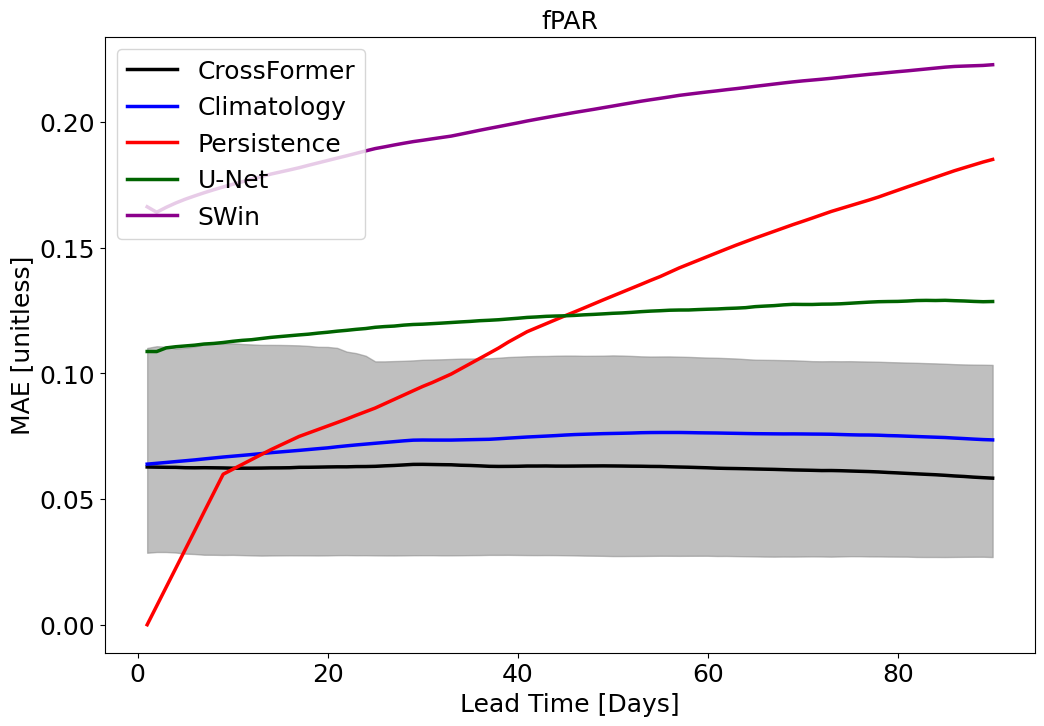 fPAR
CrossFormer
Climatology
Persistence
U-Net
SWin
MAE [unitless]
0.20
0.15
0.10
0.05
0.00
0 20 40 60 80
Lead Time [Days]